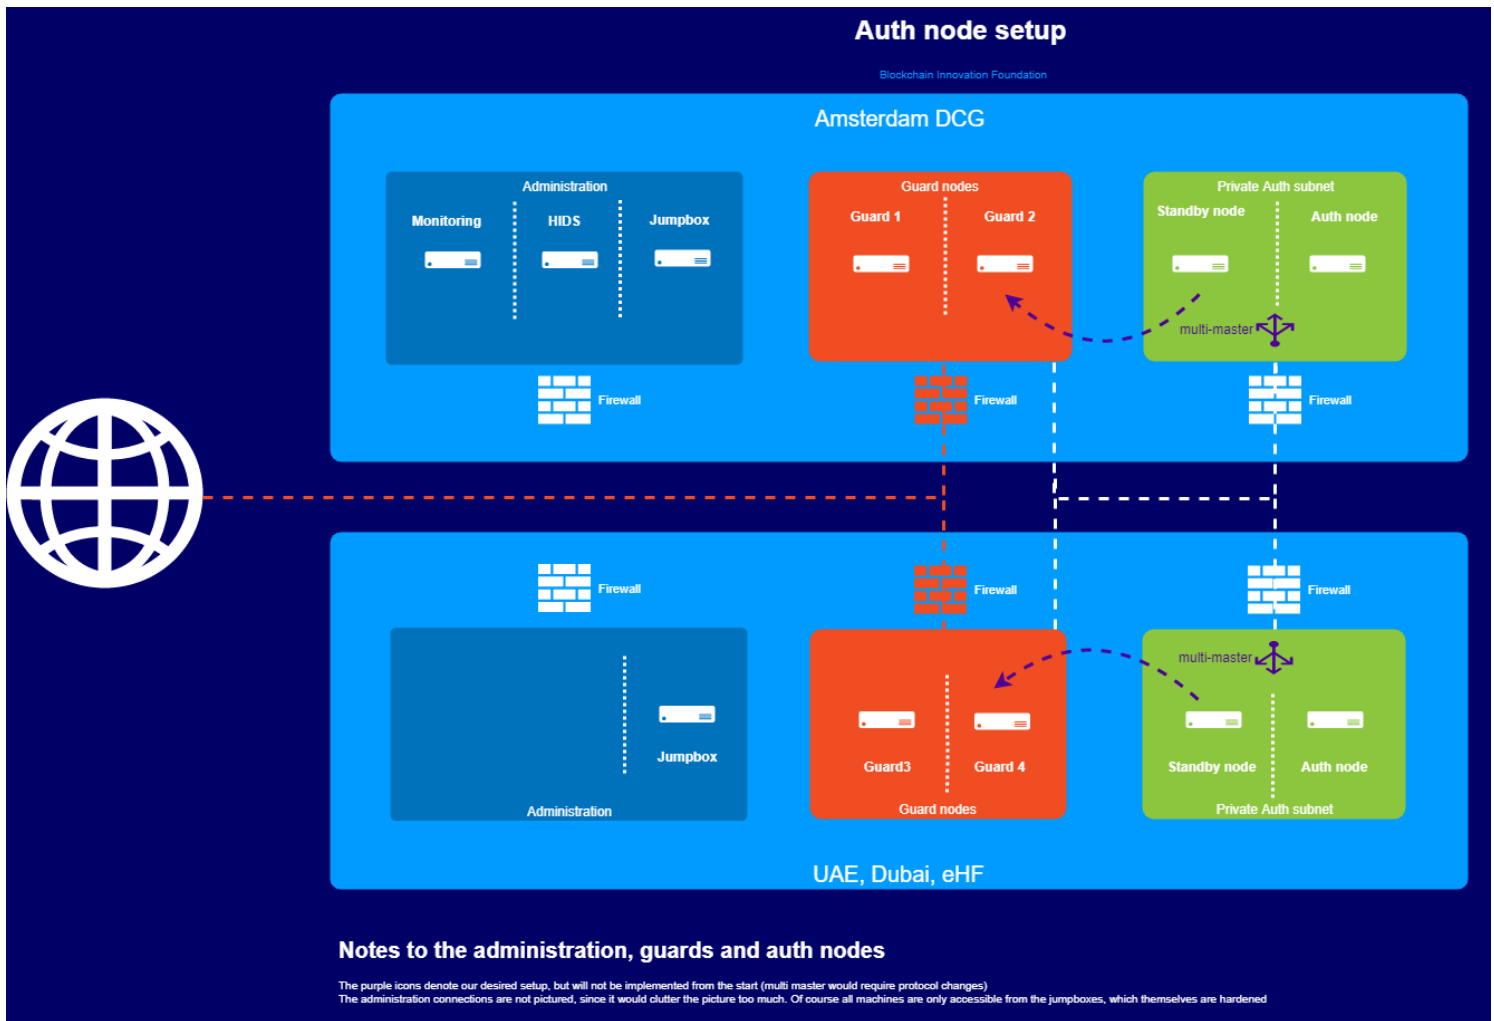 Auth node setup
Blockchain Innovation Foundation
Amsterdam DCG
Administration
Monitoring
HIDS
Jumpbox
Guard nodes
Guard 1
Guard 2
Private Auth subnet
Standby node
Auth node
multi-master
Firewall
Firewall
Firewall
Firewall
Firewall
Firewall
multi-master
Jumpbox
Administration
Guard3
Guard 4
Guard nodes
Standby node
Auth node
Private Auth subnet
UAE, Dubai, eHF
Notes to the administration, guards and auth nodes
The purple icons denote our desired setup, but will not be implemented from the start (multi master would require protocol changes)
The administration connections are not pictured, since it would clutter the picture too much. Of course all machines are only accessible from the jumpboxes, which themselves are hardened